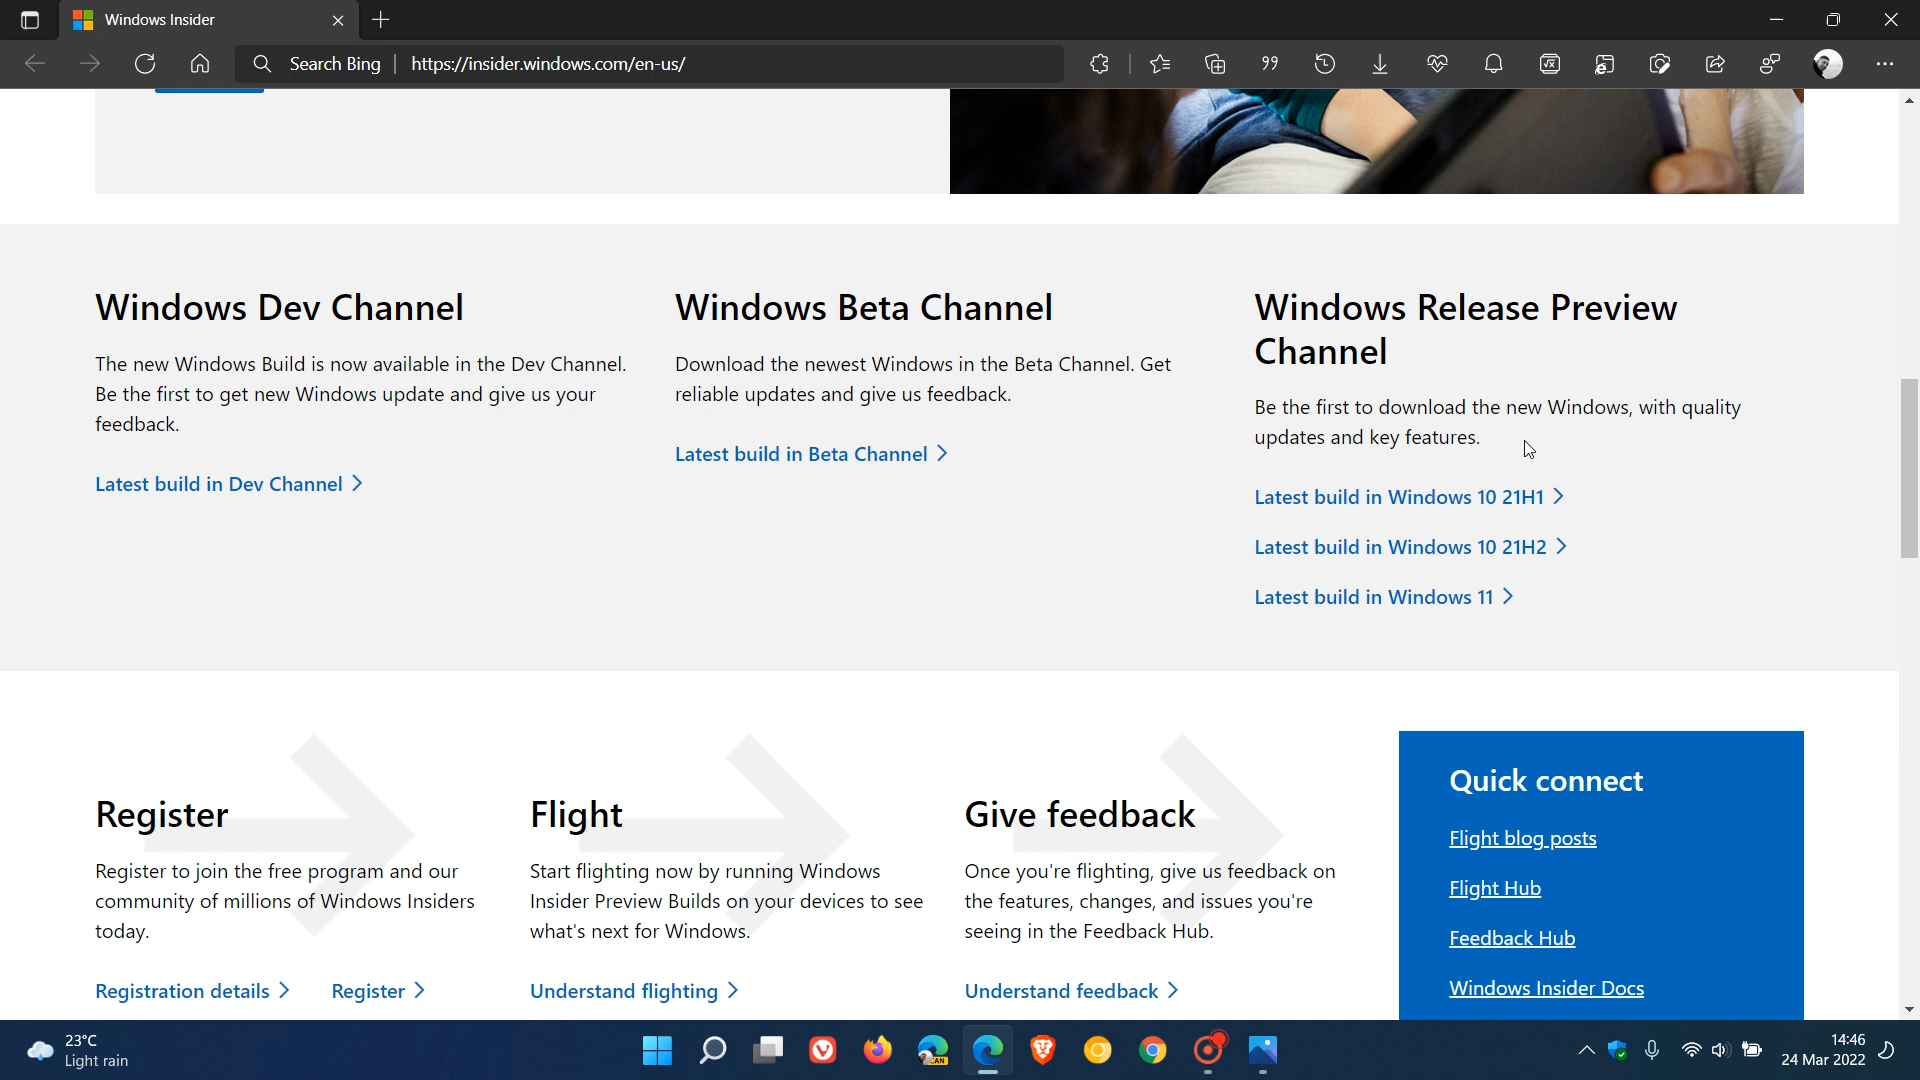 Windows Insider
Search Bing
https://insider.windows.com/en-us/
Windows Dev Channel
The new Windows Build is now available in the Dev Channel.
Be the first to get new Windows update and give us your
feedback.
Latest build in Dev Channel
Windows Beta Channel
Download the newest Windows in the Beta Channel. Get
reliable updates and give us feedback.
Latest build in Beta Channel
Windows Release Preview
Channel
Be the first to download the new Windows, with quality
updates and key features.
Latest build in Windows 10 21H1
Latest build in Windows 10 21H2
Latest build in Windows 11
Register
Register to join the free program and our
community of millions of Windows Insiders
today.
Registration details
Register
Flight
Start flighting now by running Windows
Insider Preview Builds on your devices to see
what's next for Windows.
Understand flighting
Give feedback
Once you're flighting, give us feedback on
the features, changes, and issues you're
seeing in the Feedback Hub.
Understand feedback
Quick connect
Flight blog posts
Flight Hub
Feedback Hub
Windows Insider Docs
23°C
Light rain
CAN
14:46
24 Mar 2022